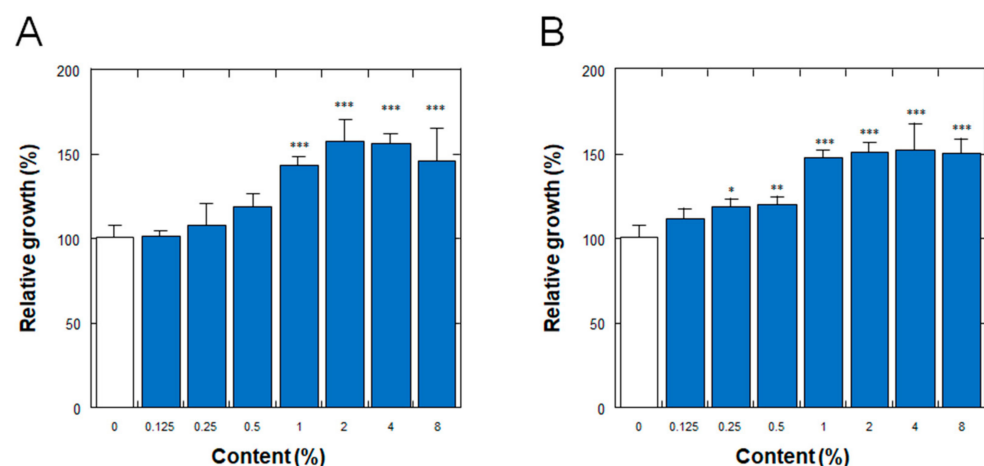 A
200
150
100
50
0
Relative growth (%)
*** *** *** ***
0 0.125 0.25 0.5 1 2 4 8
Content (%)
B
200
150
100
50
0
Relative growth (%)
* ** *** *** *** ***
0 0.125 0.25 0.5 1 2 4 8
Content (%)